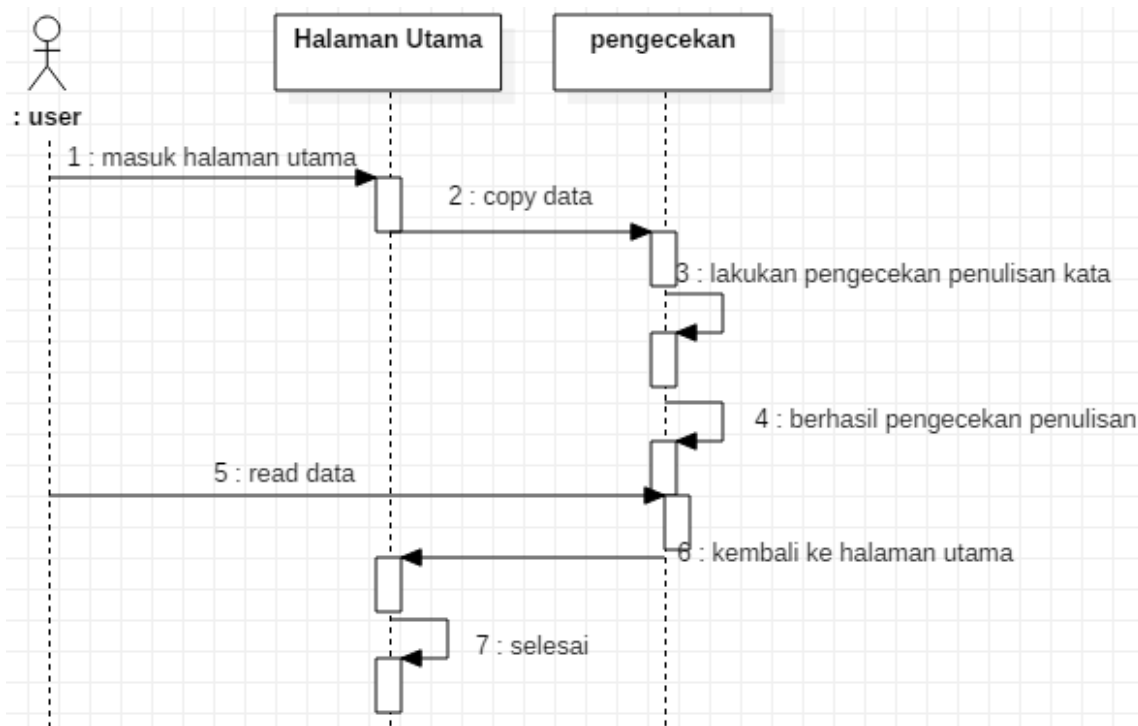 Halaman Utama
pengecekan
: user
1 : masuk halaman utama
2 : copy data
3 : lakukan pengecekan penulisan kata
4 : berhasil pengecekan penulisan
5 : read data
6 : kembali ke halaman utama
7 : selesai